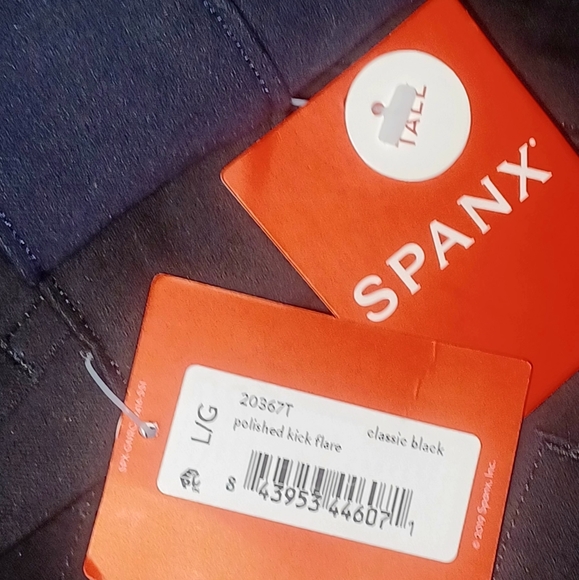 TALL
SPANX
L/G
20367T
polished kick flare
classic black
8 43953 44607 1
© 2019 Spanx, Inc.